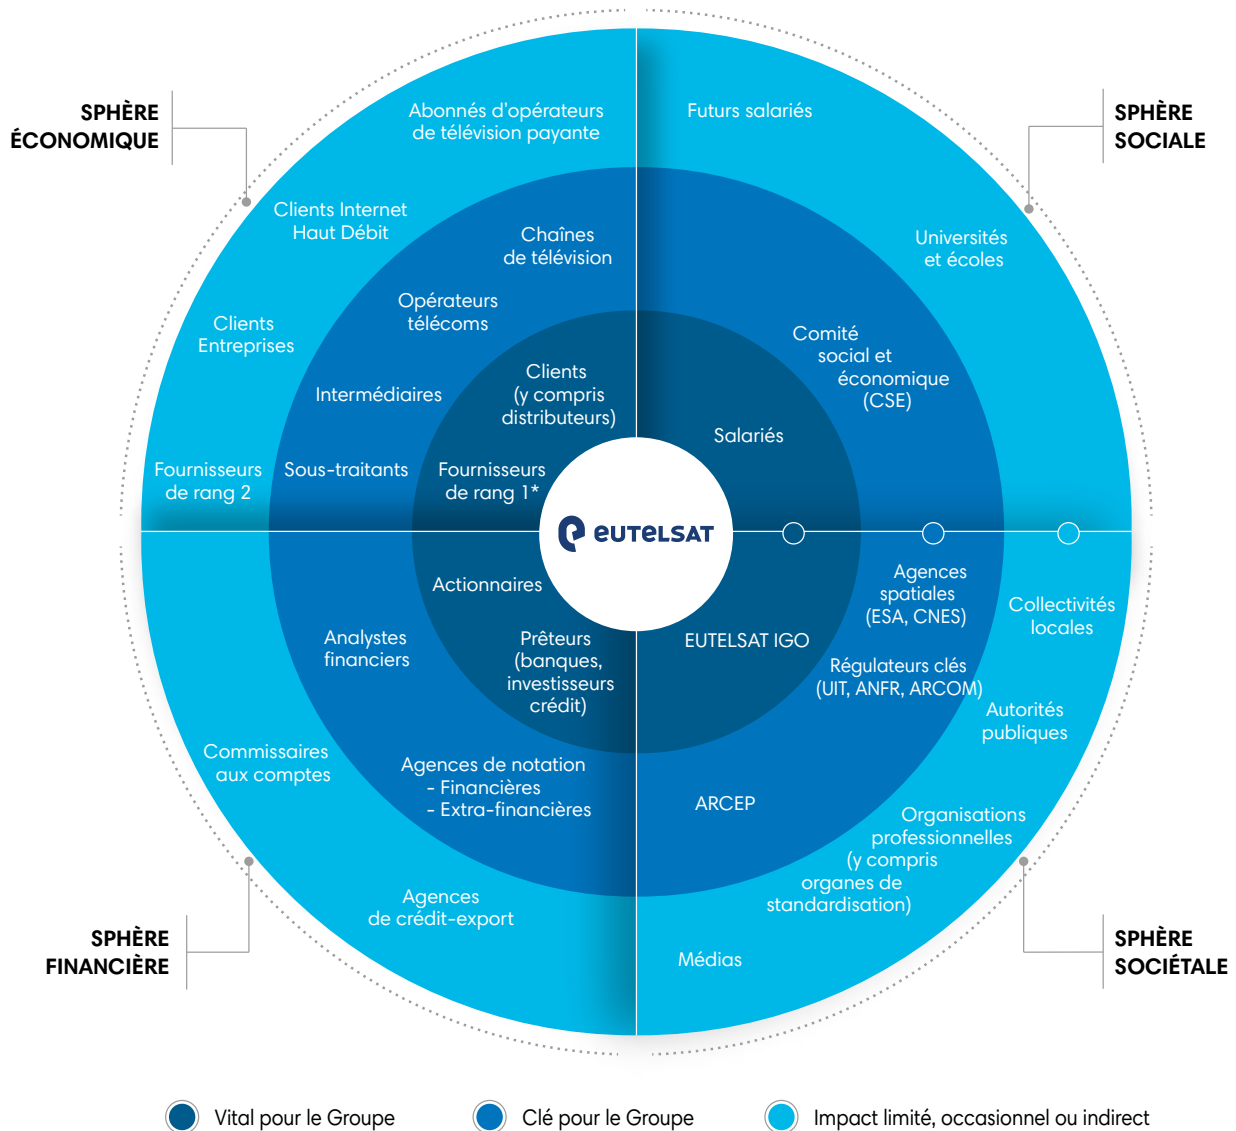 SPHÈRE
ÉCONOMIQUE
Abonnés d'opérateurs
de télévision payante
Clients Internet
Haut Débit
Clients
Entreprises
Fournisseurs
de rang 2
Chaînes
de télévision
Opérateurs
télécoms
Intermédiaires
Sous-traitants
Clients
(y compris
distributeurs)
Fournisseurs
de rang 1*
SPHÈRE
SOCIALE
Futurs salariés
Universités
et écoles
Comité
social et
économique
(CSE)
Salariés
eutelsat
SPHÈRE
FINANCIÈRE
Actionnaires
Prêteurs
(banques,
investisseurs
crédit)
Analystes
financiers
Agences de notation
- Financières
- Extra-financières
Commissaires
aux comptes
Agences
de crédit-export
SPHÈRE
SOCIÉTALE
EUTELSAT IGO
Agences
spatiales
(ESA, CNES)
Régulateurs clés
(UIT, ANFR, ARCOM)
ARCEP
Collectivités
locales
Autorités
publiques
Organisations
professionnelles
(y compris
organes de
standardisation)
Médias
Vital pour le Groupe
Clé pour le Groupe
Impact limité, occasionnel ou indirect